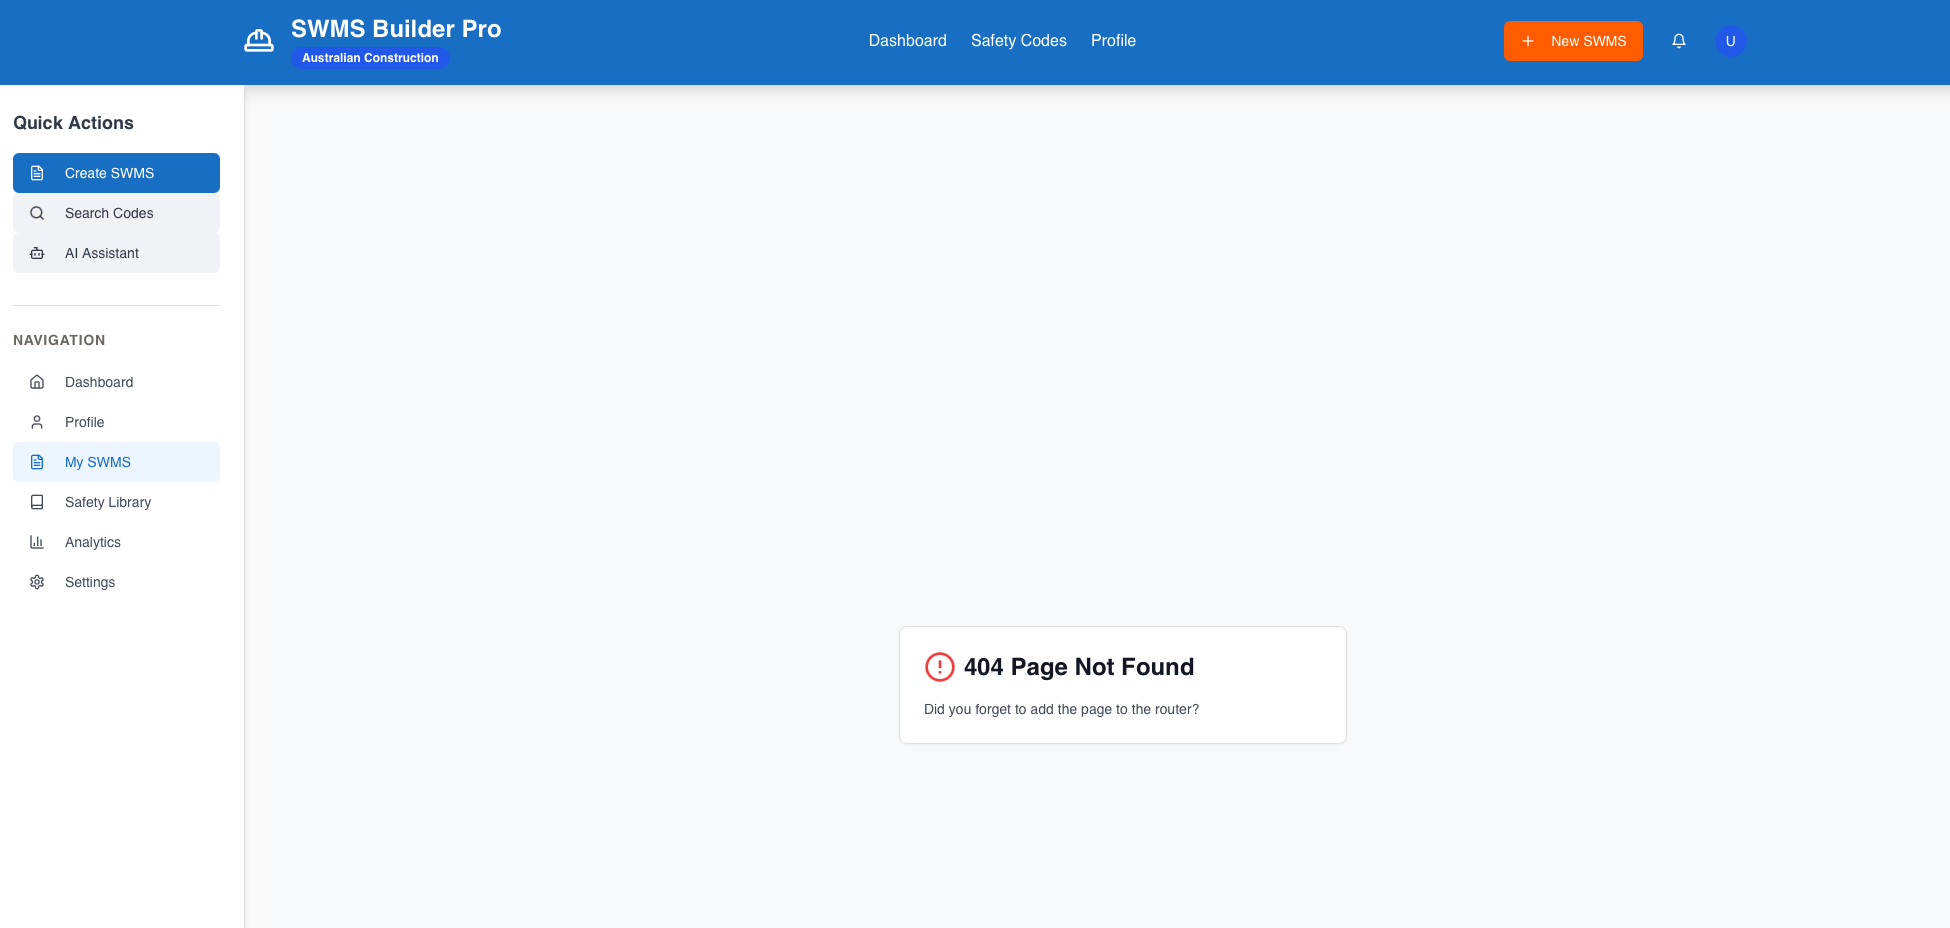 SWMS Builder Pro
Australian Construction
Dashboard
Safety Codes
Profile
New SWMS
U
Quick Actions
Create SWMS
Search Codes
AI Assistant
NAVIGATION
Dashboard
Profile
My SWMS
Safety Library
Analytics
Settings
404 Page Not Found
Did you forget to add the page to the router?